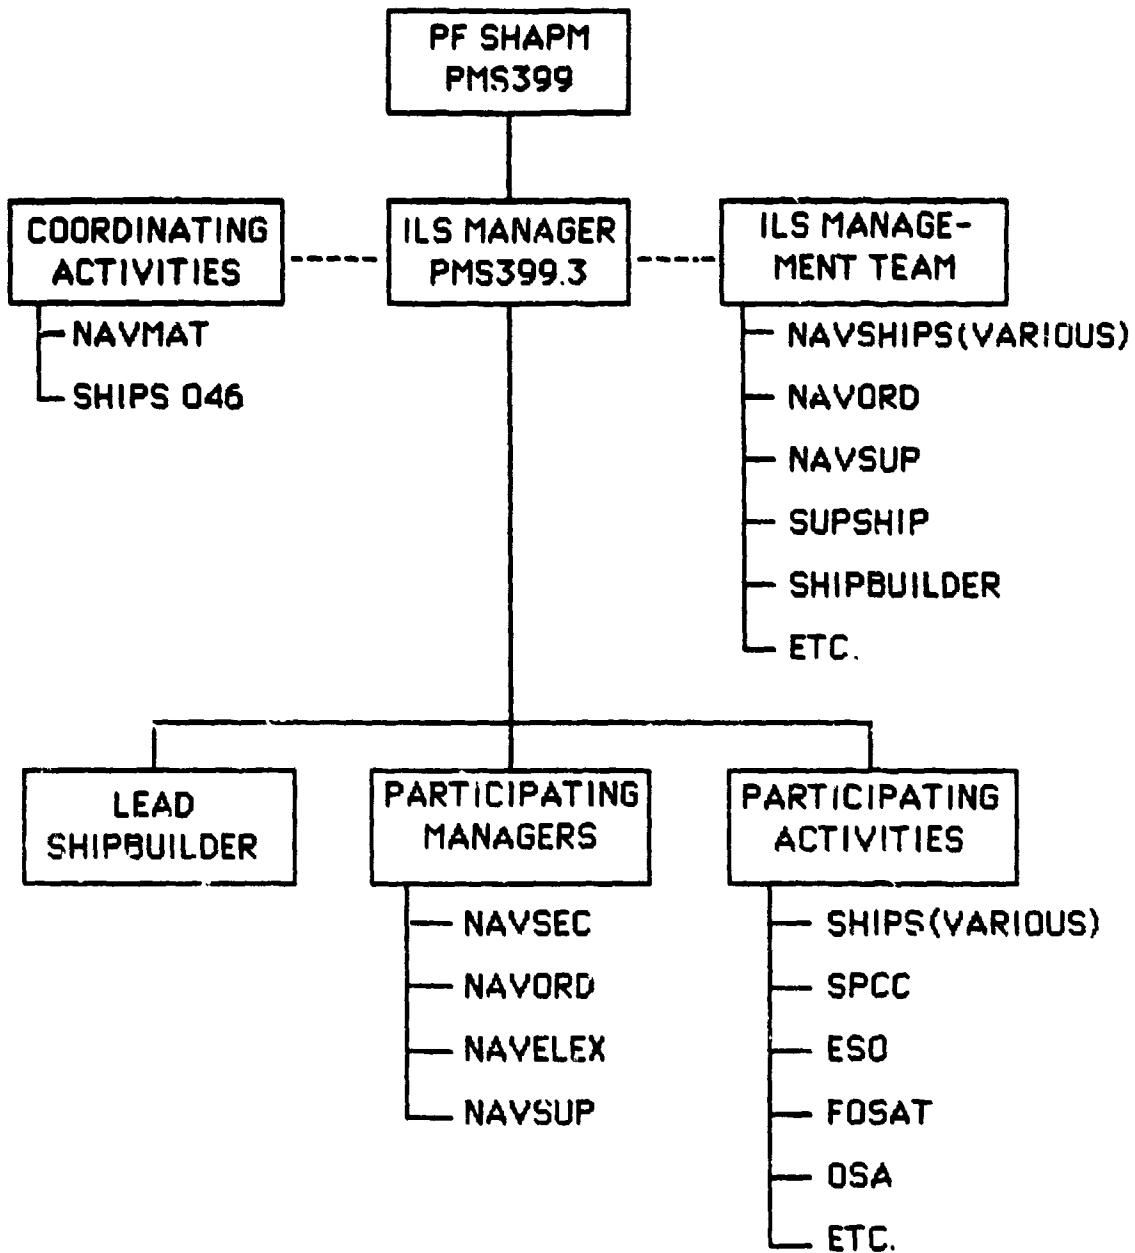 PF SHAPM
PMS399
COORDINATING
ACTIVITIES
NAVMAT
SHIPS 046
ILS MANAGER
PMS399.3
ILS MANAGE-
MENT TEAM
NAVSHIPS(VARIOUS)
NAVORD
NAVSUP
SUPSHIP
SHIPBUILDER
ETC.
LEAD
SHIPBUILDER
PARTICIPATING
MANAGERS
NAVSEC
NAVORD
NAVELEX
NAVSUP
PARTICIPATING
ACTIVITIES
SHIPS(VARIOUS)
SPCC
ESO
FOSAT
OSA
ETC.